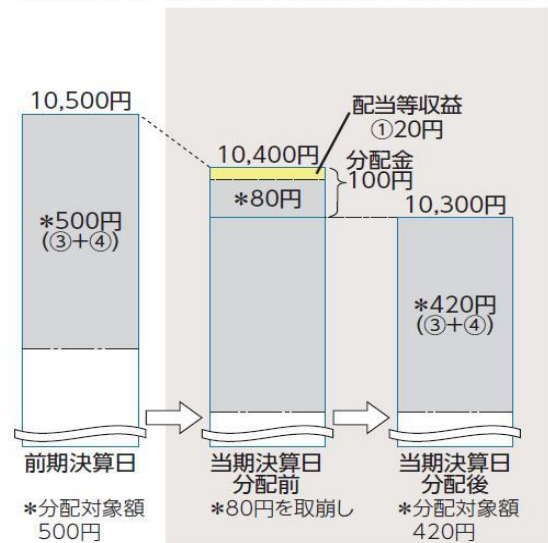 10,500円
*500円
(③+④)
前期決算日
*分配対象額
500円
10,400円
配当等収益
①20円
分配金
100円
*80円
当期決算日
分配前
*80円を取崩し
10,300円
*420円
(③+④)
当期決算日
分配後
*分配対象額
420円